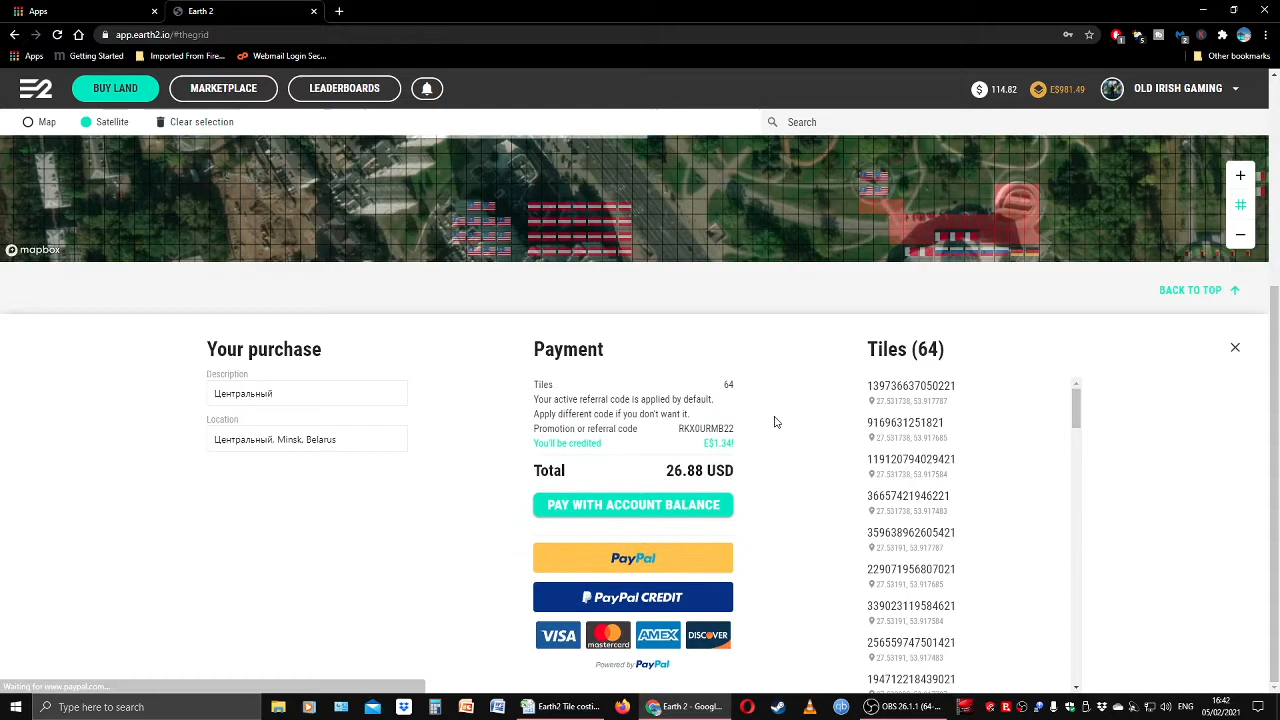 Apps
Earth 2
app.earth2.io/#thegrid
Apps
Getting Started
Imported From Fire...
Webmail Login Sec...
Other bookmarks
BUY LAND
MARKETPLACE
LEADERBOARDS
114.82
E$981.49
OLD IRISH GAMING
Map
Satellite
Clear selection
Search
mapbox
BACK TO TOP
Your purchase
Description
Центральный
Location
Центральный, Minsk, Belarus
Payment
Tiles 64
Your active referral code is applied by default.
Apply different code if you don't want it.
Promotion or referral code RKX0URMB22
You'll be credited E$1.34!
Total 26.88 USD
PAY WITH ACCOUNT BALANCE
PayPal
PayPal CREDIT
VISA mastercard AMEX DISCOVER
Powered by PayPal
Tiles (64)
139736637050221
27.531738, 53.917787
9169631251821
27.531738, 53.917685
119120794029421
27.531738, 53.917584
36657421946221
27.531738, 53.917483
359638962605421
27.53191, 53.917787
229071956807021
27.53191, 53.917685
339023119584621
27.53191, 53.917584
256559747501421
27.53191, 53.917483
194712218439021
Waiting for www.paypal.com...
Type here to search
Earth2 Tile costi...
Earth 2 - Googl...
OBS 26.1.1 (64-...
ENG
16:42
05/02/2021